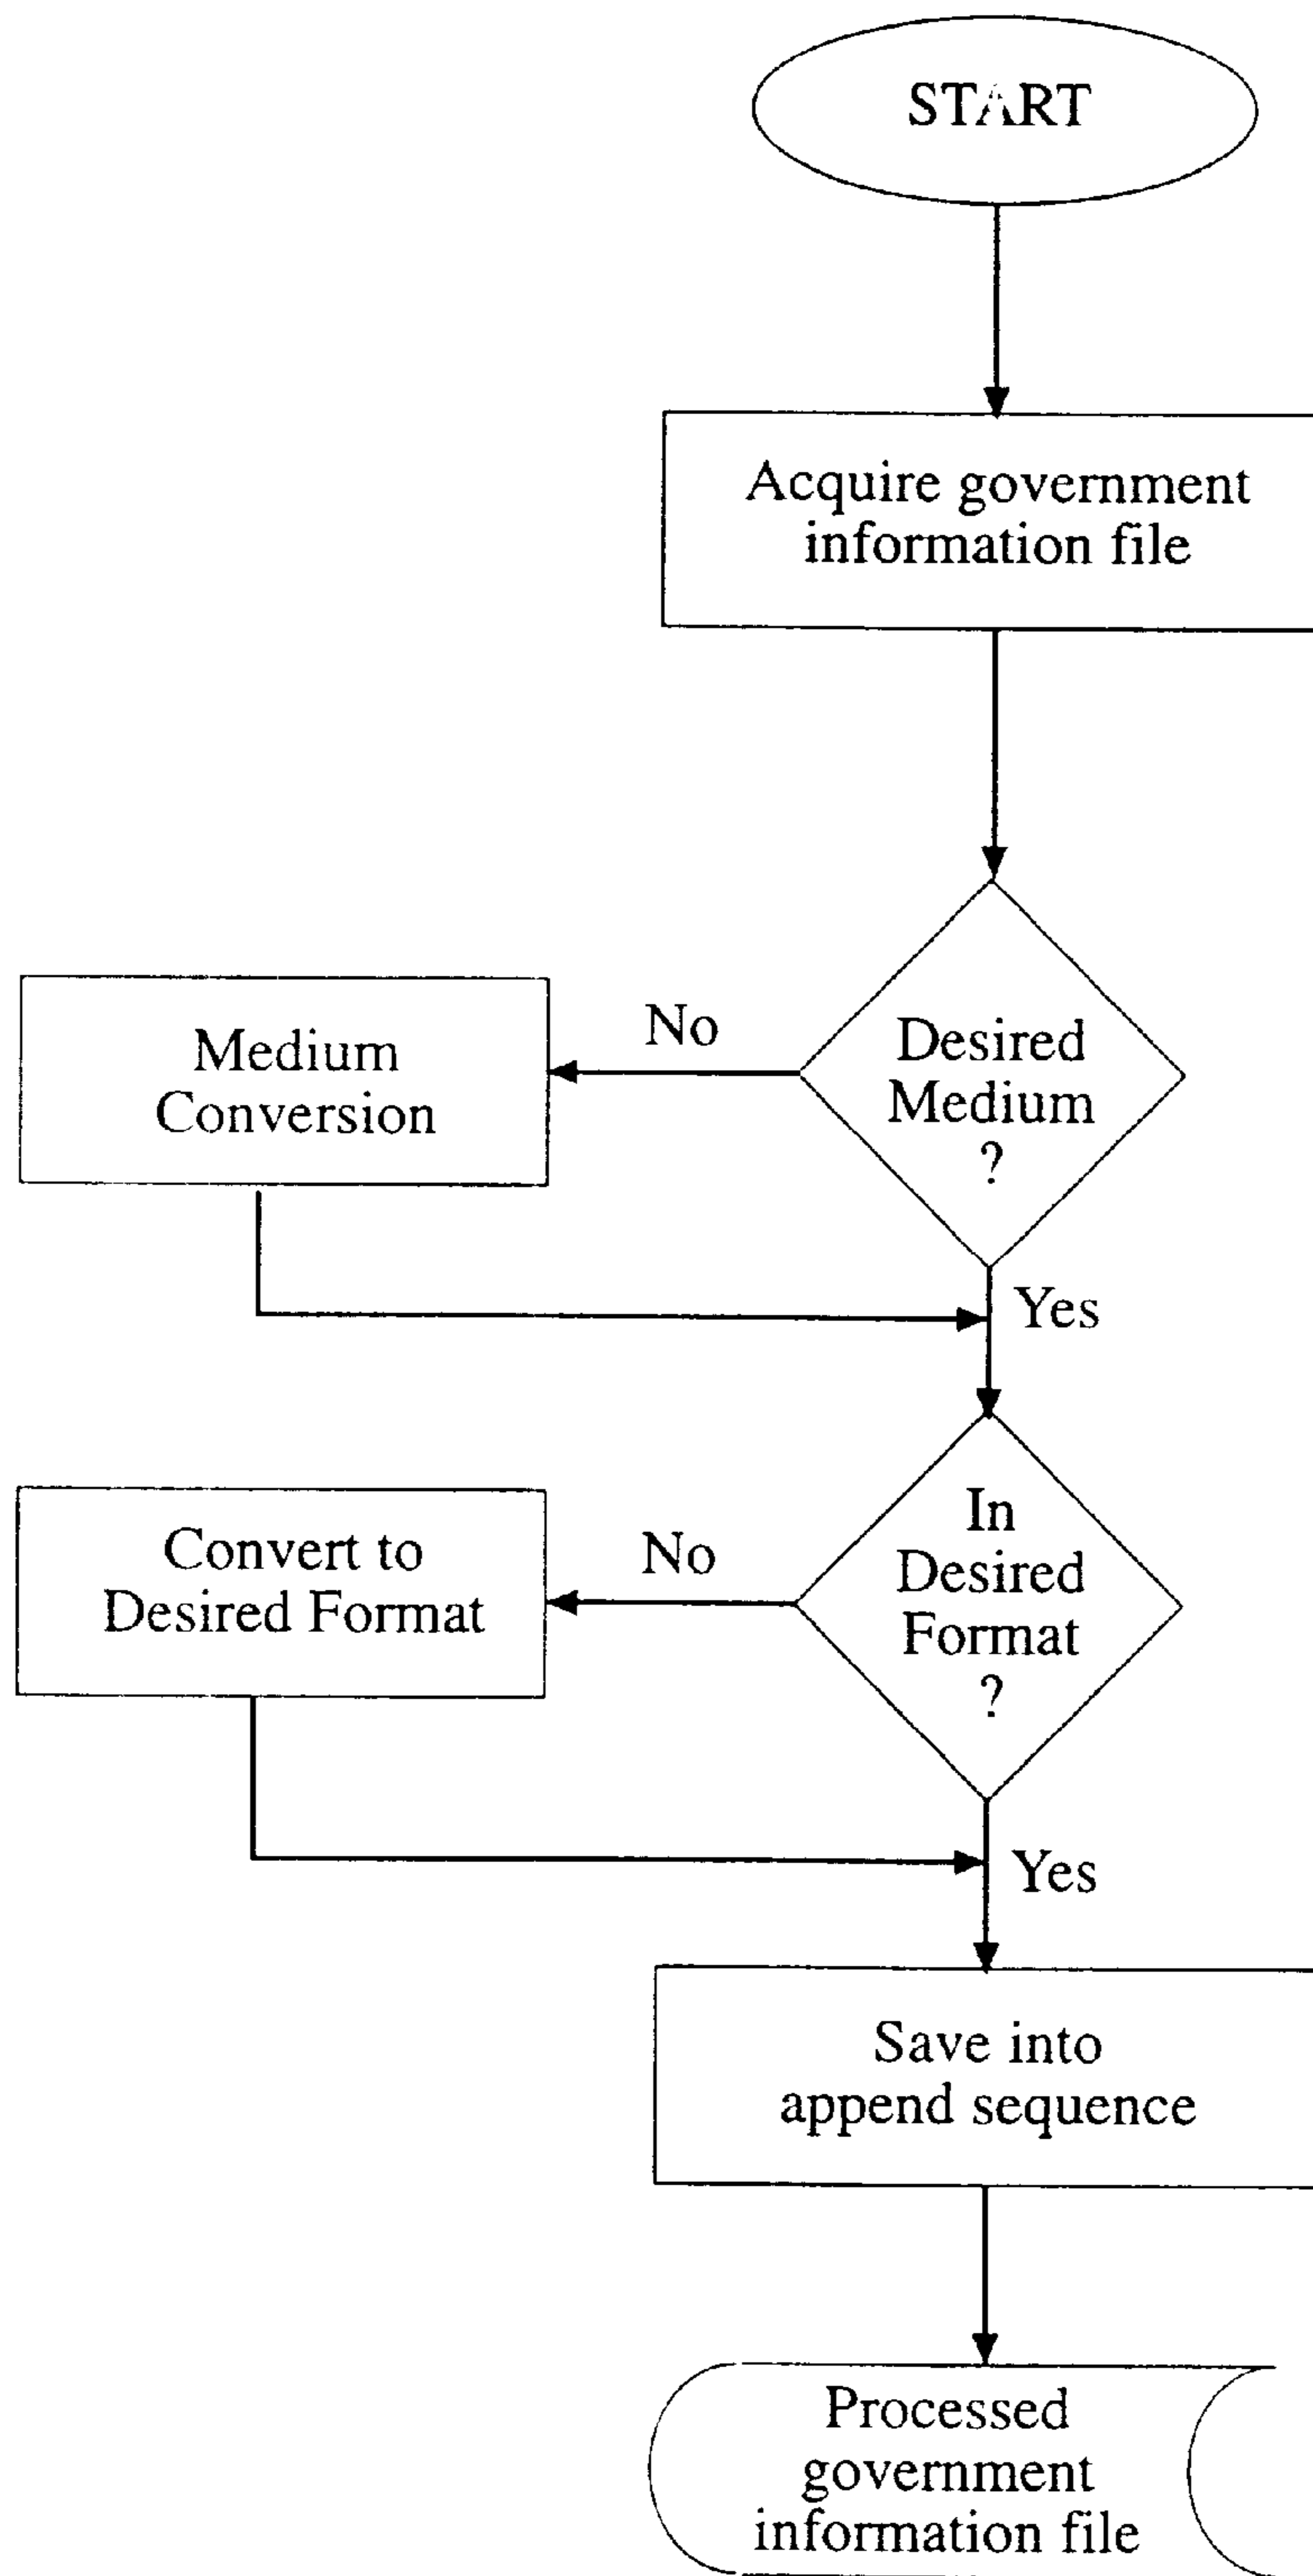 START
Acquire government
information file
No
Desired
Medium
?
Medium
Conversion
Yes
In
Desired
Format
?
No
Convert to
Desired Format
Yes
Save into
append sequence
Processed
government
information file